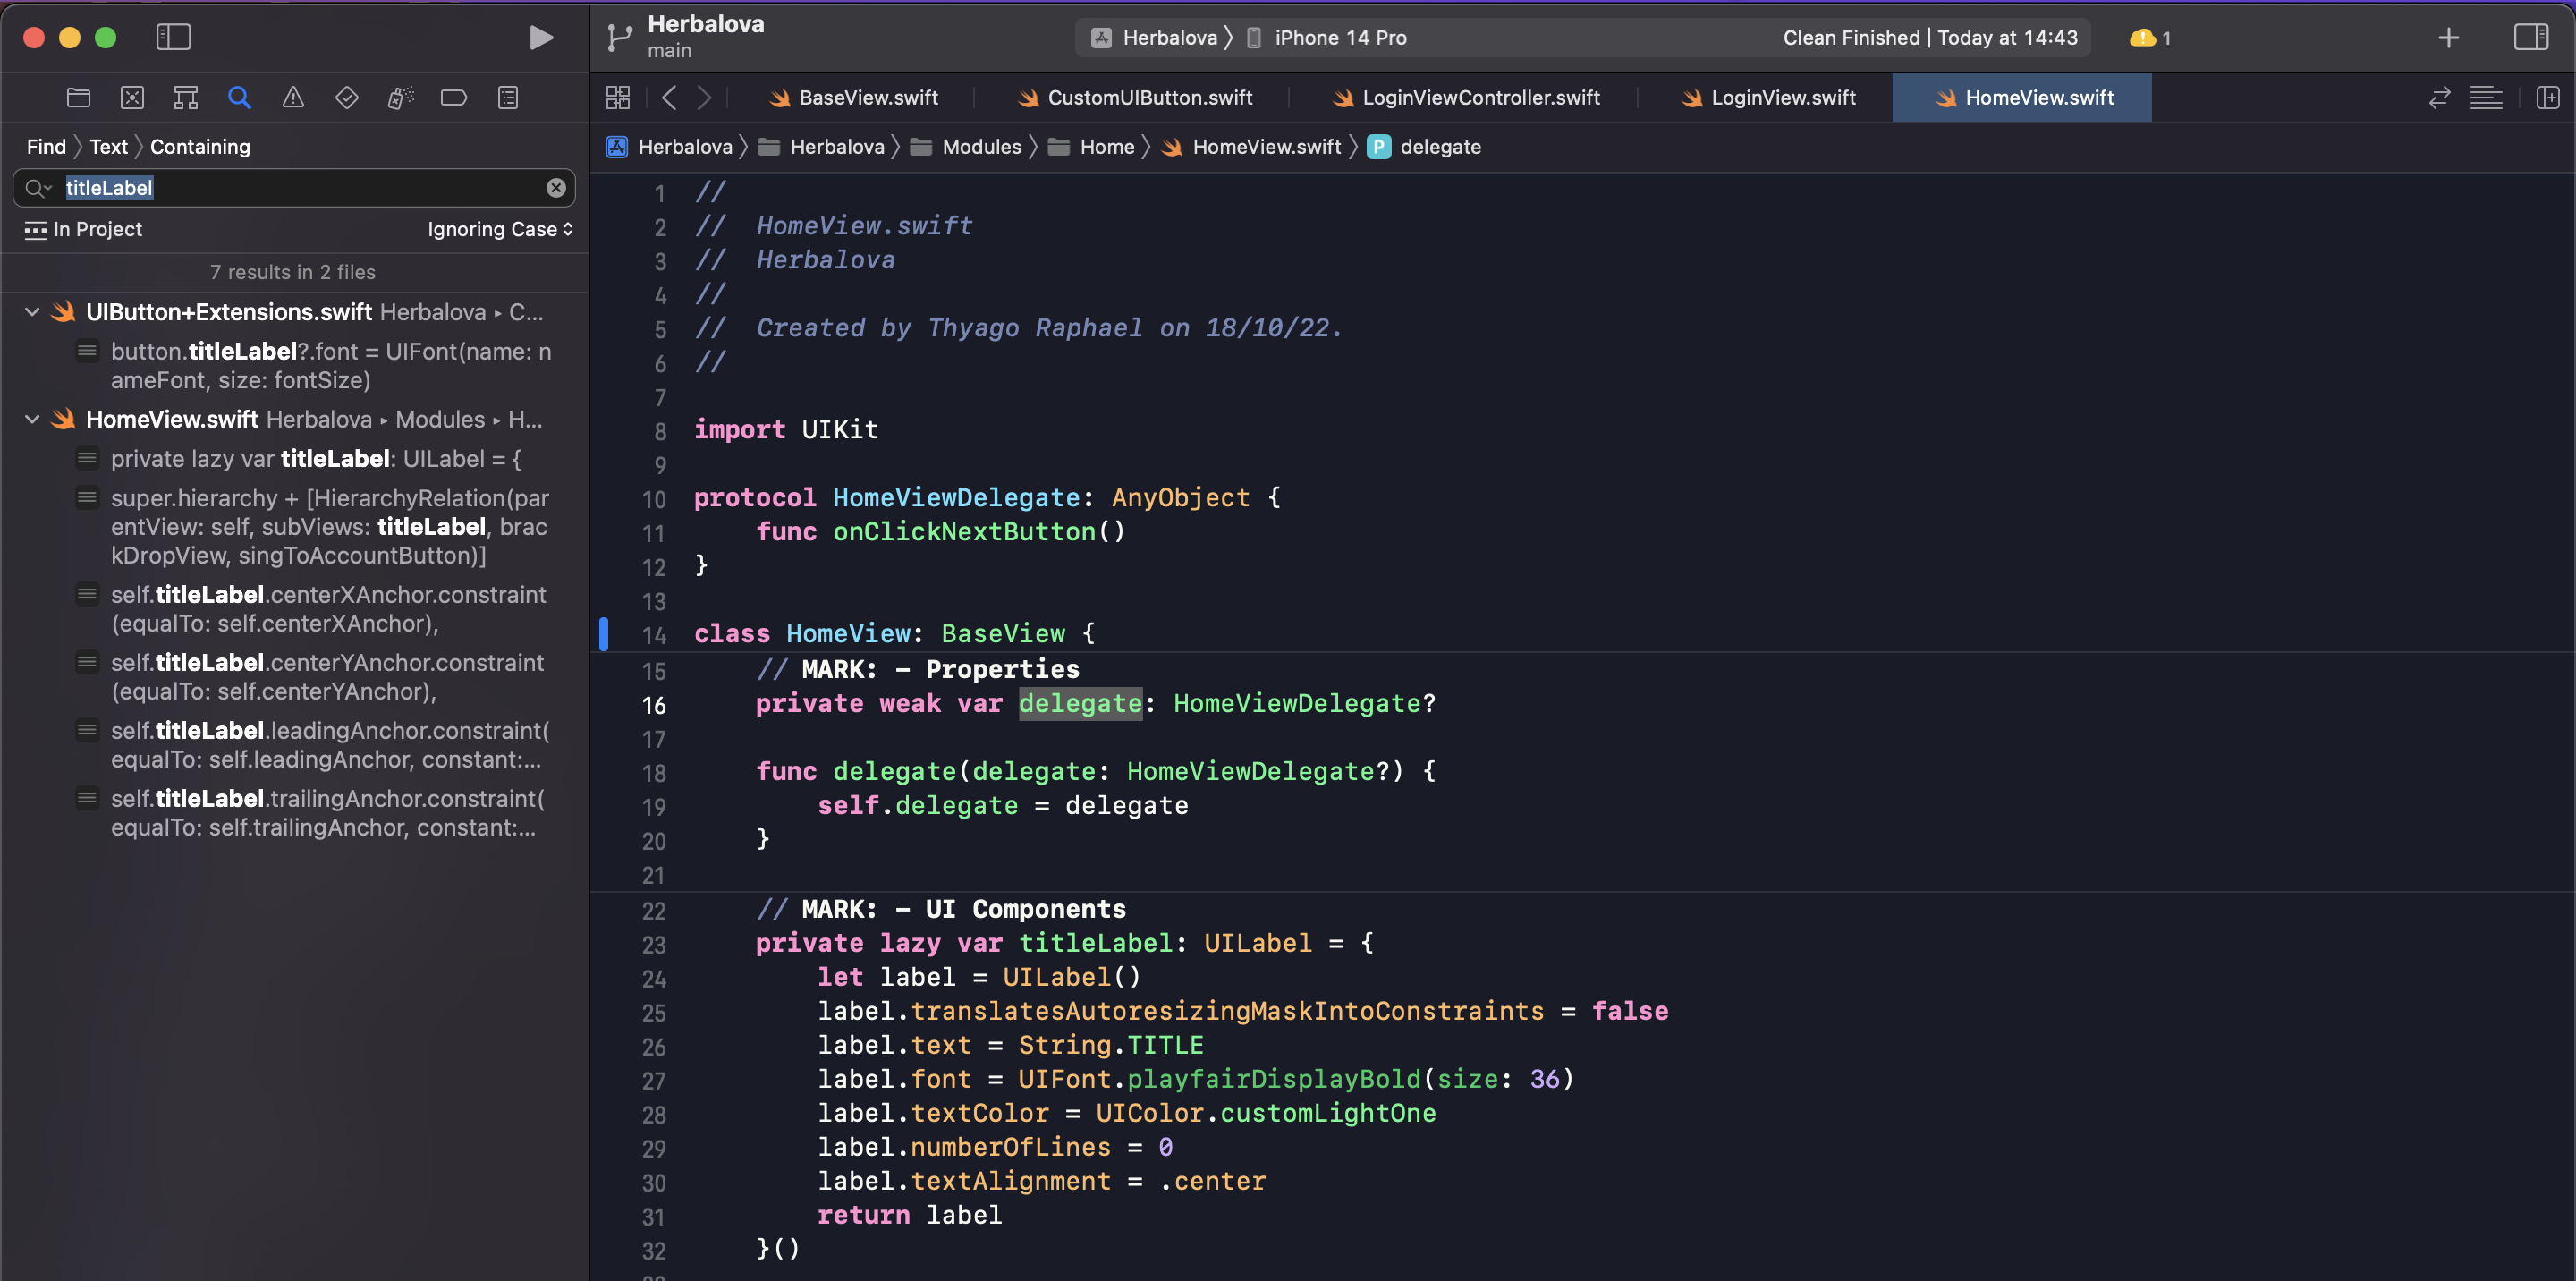 Herbalova
main
Herbalova 〉 iPhone 14 Pro
Clean Finished | Today at 14:43
1
BaseView.swift
CustomUIButton.swift
LoginViewController.swift
LoginView.swift
HomeView.swift
Find 〉 Text 〉 Containing
titleLabel
In Project
Ignoring Case
7 results in 2 files
UIButton+Extensions.swift Herbalova ▸ C...
button.titleLabel?.font = UIFont(name: n
ameFont, size: fontSize)
HomeView.swift Herbalova ▸ Modules ▸ H...
private lazy var titleLabel: UILabel = {
super.hierarchy + [HierarchyRelation(par
entView: self, subViews: titleLabel, brac
kDropView, singToAccountButton)]
self.titleLabel.centerXAnchor.constraint
(equalTo: self.centerXAnchor),
self.titleLabel.centerYAnchor.constraint
(equalTo: self.centerYAnchor),
self.titleLabel.leadingAnchor.constraint(
equalTo: self.leadingAnchor, constant:...
self.titleLabel.trailingAnchor.constraint(
equalTo: self.trailingAnchor, constant:...
Herbalova 〉 Herbalova 〉 Modules 〉 Home 〉 HomeView.swift 〉 P delegate
1 //
2 //  HomeView.swift
3 //  Herbalova
4 //
5 //  Created by Thyago Raphael on 18/10/22.
6 //
7
8 import UIKit
9
10 protocol HomeViewDelegate: AnyObject {
11     func onClickNextButton()
12 }
13
14 class HomeView: BaseView {
15     // MARK: - Properties
16     private weak var delegate: HomeViewDelegate?
17
18     func delegate(delegate: HomeViewDelegate?) {
19         self.delegate = delegate
20     }
21
22     // MARK: - UI Components
23     private lazy var titleLabel: UILabel = {
24         let label = UILabel()
25         label.translatesAutoresizingMaskIntoConstraints = false
26         label.text = String.TITLE
27         label.font = UIFont.playfairDisplayBold(size: 36)
28         label.textColor = UIColor.customLightOne
29         label.numberOfLines = 0
30         label.textAlignment = .center
31         return label
32     }()